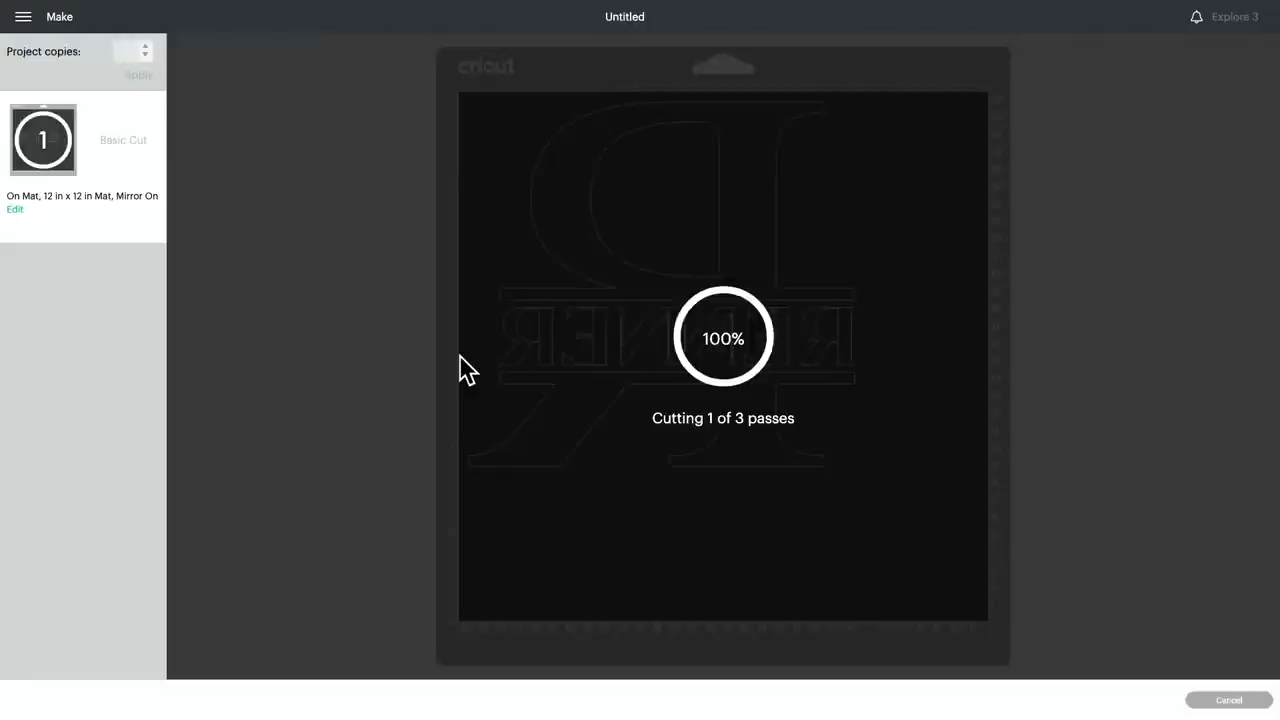 Make
Untitled
Explore 3
Project copies:
Apply
cricut
1
Basic Cut
On Mat, 12 in x 12 in Mat, Mirror On
Edit
100%
Cutting 1 of 3 passes
Cancel